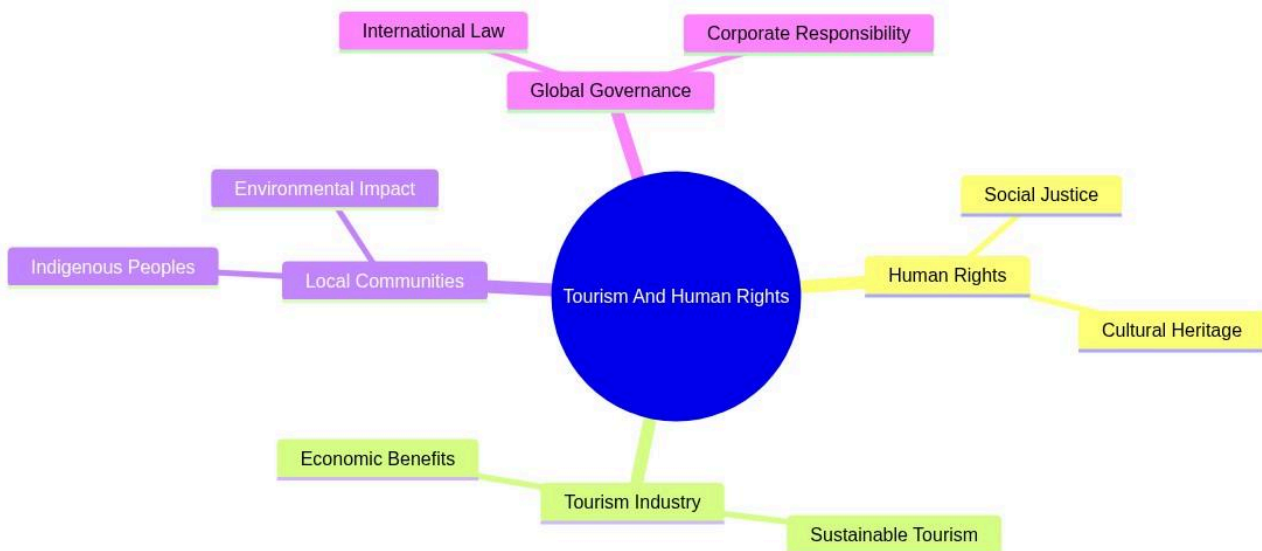 International Law
Corporate Responsibility
Global Governance
Environmental Impact
Social Justice
Indigenous Peoples
Local Communities
Tourism And Human Rights
Human Rights
Cultural Heritage
Economic Benefits
Tourism Industry
Sustainable Tourism